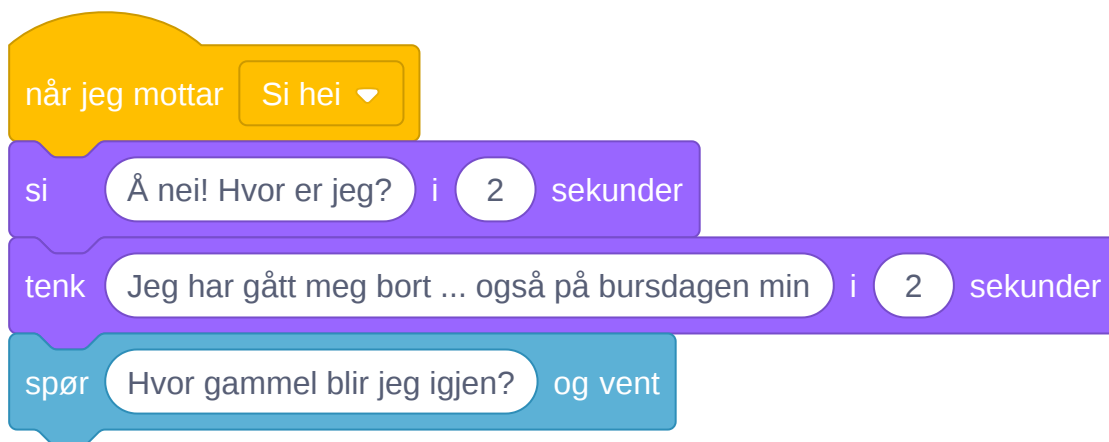 når jeg mottar Si hei
si Å nei! Hvor er jeg? i 2 sekunder
tenk Jeg har gått meg bort ... også på bursdagen min i 2 sekunder
spør Hvor gammel blir jeg igjen? og vent